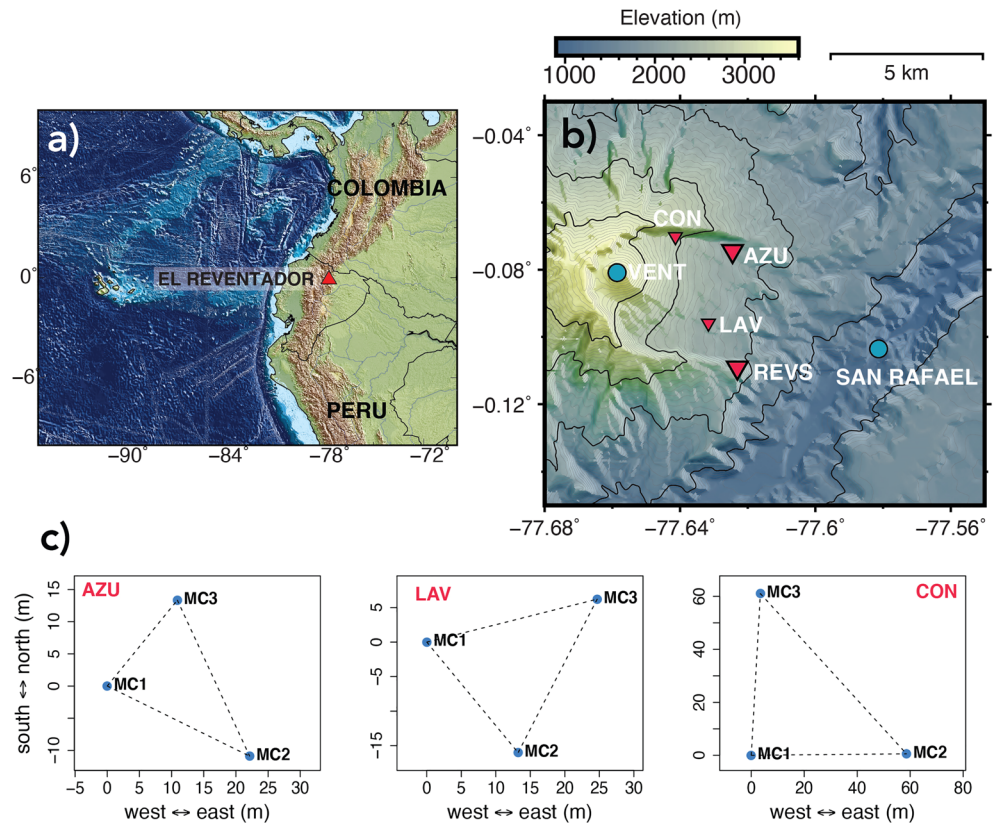 Elevation (m)
1000 2000 3000
5 km
a)
6°
0°
−6°
COLOMBIA
EL REVENTADOR
PERU
−90° −84° −78° −72°
b)
−0.04°
−0.08°
−0.12°
CON
AZU
VENT
LAV
REVS
SAN RAFAEL
−77.68° −77.64° −77.6° −77.56°
c)
AZU
south ↔ north (m)
15
10
5
0
−10
MC3
MC1
MC2
−5 0 5 10 15 20 25 30
west ↔ east (m)
LAV
5
0
−5
−15
MC3
MC1
MC2
0 5 10 15 20 25 30
west ↔ east (m)
CON
60
40
20
0
MC3
MC1
MC2
0 20 40 60 80
west ↔ east (m)